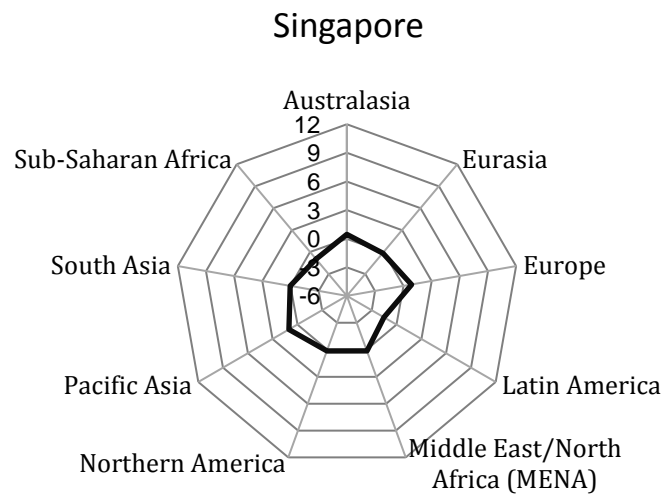 Singapore
Australasia
12
9
6
3
0
-3
-6
Eurasia
Europe
Latin America
Middle East/North
Africa (MENA)
Northern America
Pacific Asia
South Asia
Sub-Saharan Africa